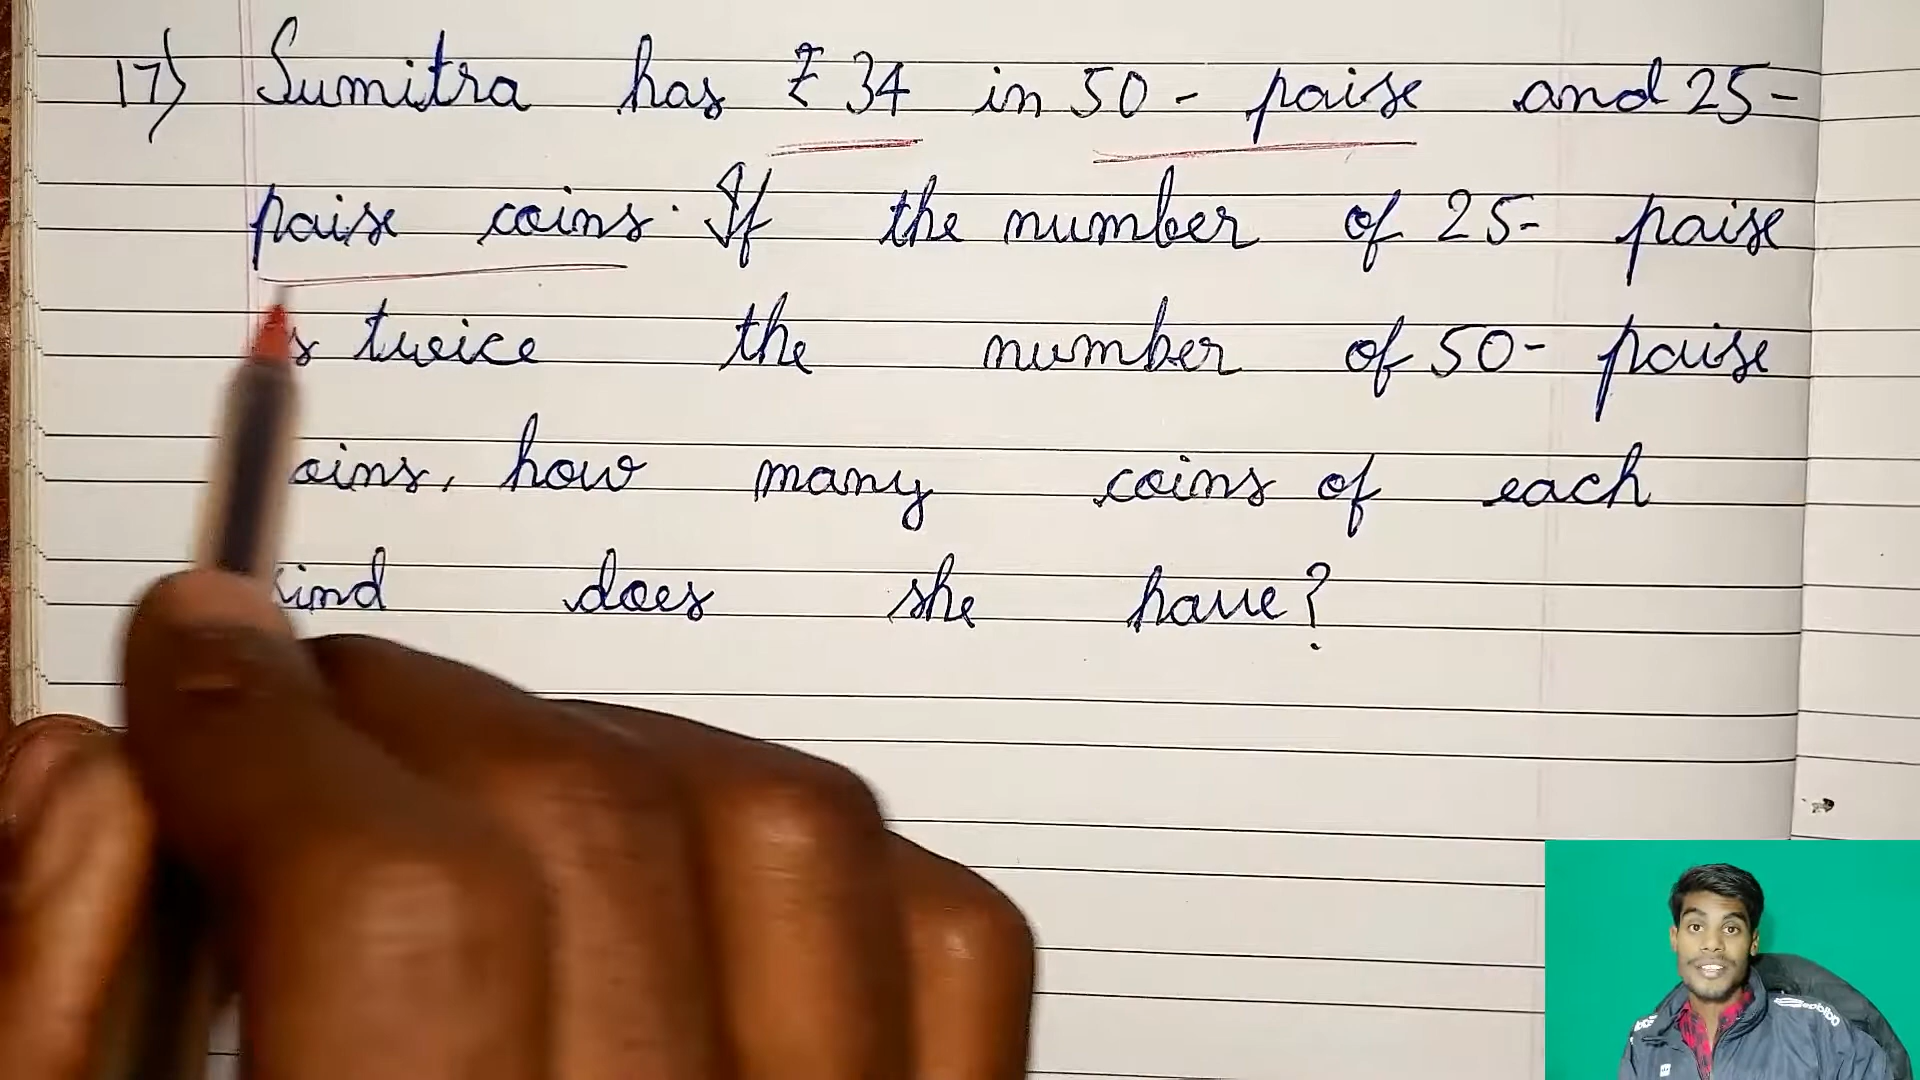 17) Sumitra has ₹ 34 in 50 - paise and 25-
paise coins. If the number of 25- paise
twice the number of 50- paise
oins, how many coins of each
ind does she have?